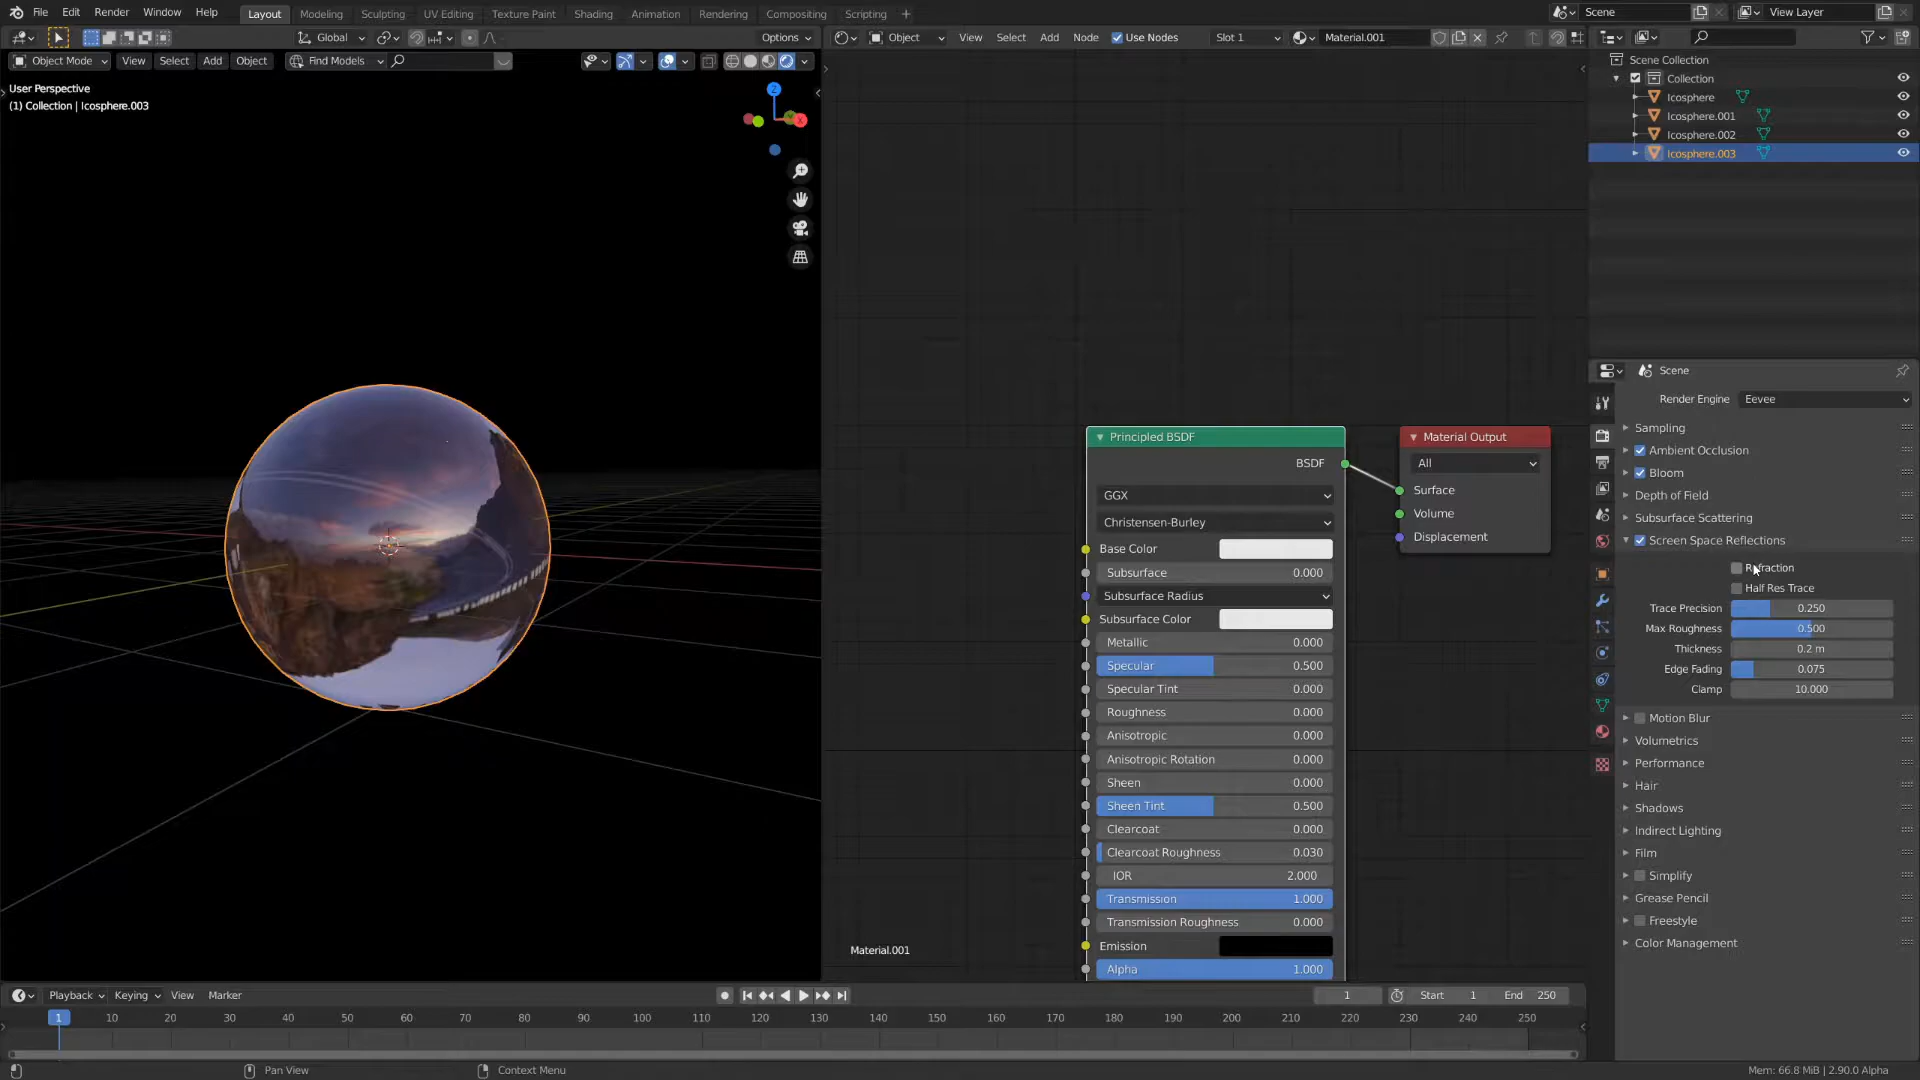 File Edit Render Window Help Layout Modeling Sculpting UV Editing Texture Paint Shading Animation Rendering Compositing Scripting + Scene View Layer
Global Options Object View Select Add Node Use Nodes Slot 1 Material.001
Object Mode View Select Add Object Find Models
User Perspective
(1) Collection | Icosphere.003
Z
X
Scene Collection
Collection
Icosphere
Icosphere.001
Icosphere.002
Icosphere.003
Principled BSDF
BSDF
GGX
Christensen-Burley
Base Color
Subsurface 0.000
Subsurface Radius
Subsurface Color
Metallic 0.000
Specular 0.500
Specular Tint 0.000
Roughness 0.000
Anisotropic 0.000
Anisotropic Rotation 0.000
Sheen 0.000
Sheen Tint 0.500
Clearcoat 0.000
Clearcoat Roughness 0.030
IOR 2.000
Transmission 1.000
Transmission Roughness 0.000
Emission
Alpha 1.000
Material Output
All
Surface
Volume
Displacement
Material.001
Scene
Render Engine Eevee
Sampling
Ambient Occlusion
Bloom
Depth of Field
Subsurface Scattering
Screen Space Reflections
Refraction
Half Res Trace
Trace Precision 0.250
Max Roughness 0.500
Thickness 0.2 m
Edge Fading 0.075
Clamp 10.000
Motion Blur
Volumetrics
Performance
Hair
Shadows
Indirect Lighting
Film
Simplify
Grease Pencil
Freestyle
Color Management
Playback Keying View Marker 1 Start 1 End 250
1 10 20 30 40 50 60 70 80 90 100 110 120 130 140 150 160 170 180 190 200 210 220 230 240 250
Pan View Context Menu Mem: 66.8 MiB | 2.90.0 Alpha